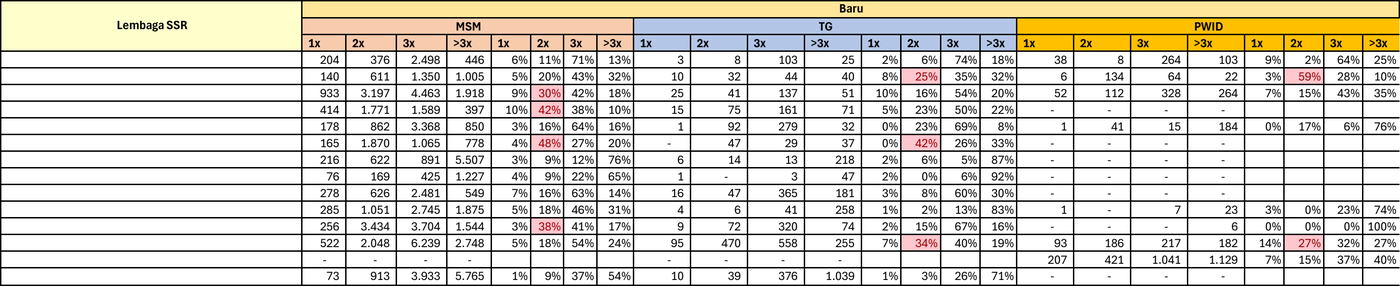 Lembaga SSR Baru
MSM TG PWID
1x 2x 3x >3x 1x 2x 3x >3x 1x 2x 3x >3x 1x 2x 3x >3x 1x 2x 3x >3x 1x 2x 3x >3x
204 376 2.498 446 6% 11% 71% 13% 3 8 103 25 2% 6% 74% 18% 38 8 264 103 9% 2% 64% 25%
140 611 1.350 1.005 5% 20% 43% 32% 10 32 44 40 8% 25% 35% 32% 6 134 64 22 3% 59% 28% 10%
933 3.197 4.463 1.918 9% 30% 42% 18% 25 41 137 51 10% 16% 54% 20% 52 112 328 264 7% 15% 43% 35%
414 1.771 1.589 397 10% 42% 38% 10% 15 75 161 71 5% 23% 50% 22% - - - -
178 862 3.368 850 3% 16% 64% 16% 1 92 279 32 0% 23% 69% 8% 1 41 15 184 0% 17% 6% 76%
165 1.870 1.065 778 4% 48% 27% 20% - 47 29 37 0% 42% 26% 33% - - - -
216 622 891 5.507 3% 9% 12% 76% 6 14 13 218 2% 6% 5% 87% - - - -
76 169 425 1.227 4% 9% 22% 65% 1 - 3 47 2% 0% 6% 92% - - - -
278 626 2.481 549 7% 16% 63% 14% 16 47 365 181 3% 8% 60% 30% - - - -
285 1.051 2.745 1.875 5% 18% 46% 31% 4 6 41 258 1% 2% 13% 83% 1 - 7 23 3% 0% 23% 74%
256 3.434 3.704 1.544 3% 38% 41% 17% 9 72 320 74 2% 15% 67% 16% - - - 6 0% 0% 0% 100%
522 2.048 6.239 2.748 5% 18% 54% 24% 95 470 558 255 7% 34% 40% 19% 93 186 217 182 14% 27% 32% 27%
- - - - - - - - 207 421 1.041 1.129 7% 15% 37% 40%
73 913 3.933 5.765 1% 9% 37% 54% 10 39 376 1.039 1% 3% 26% 71% - - - -